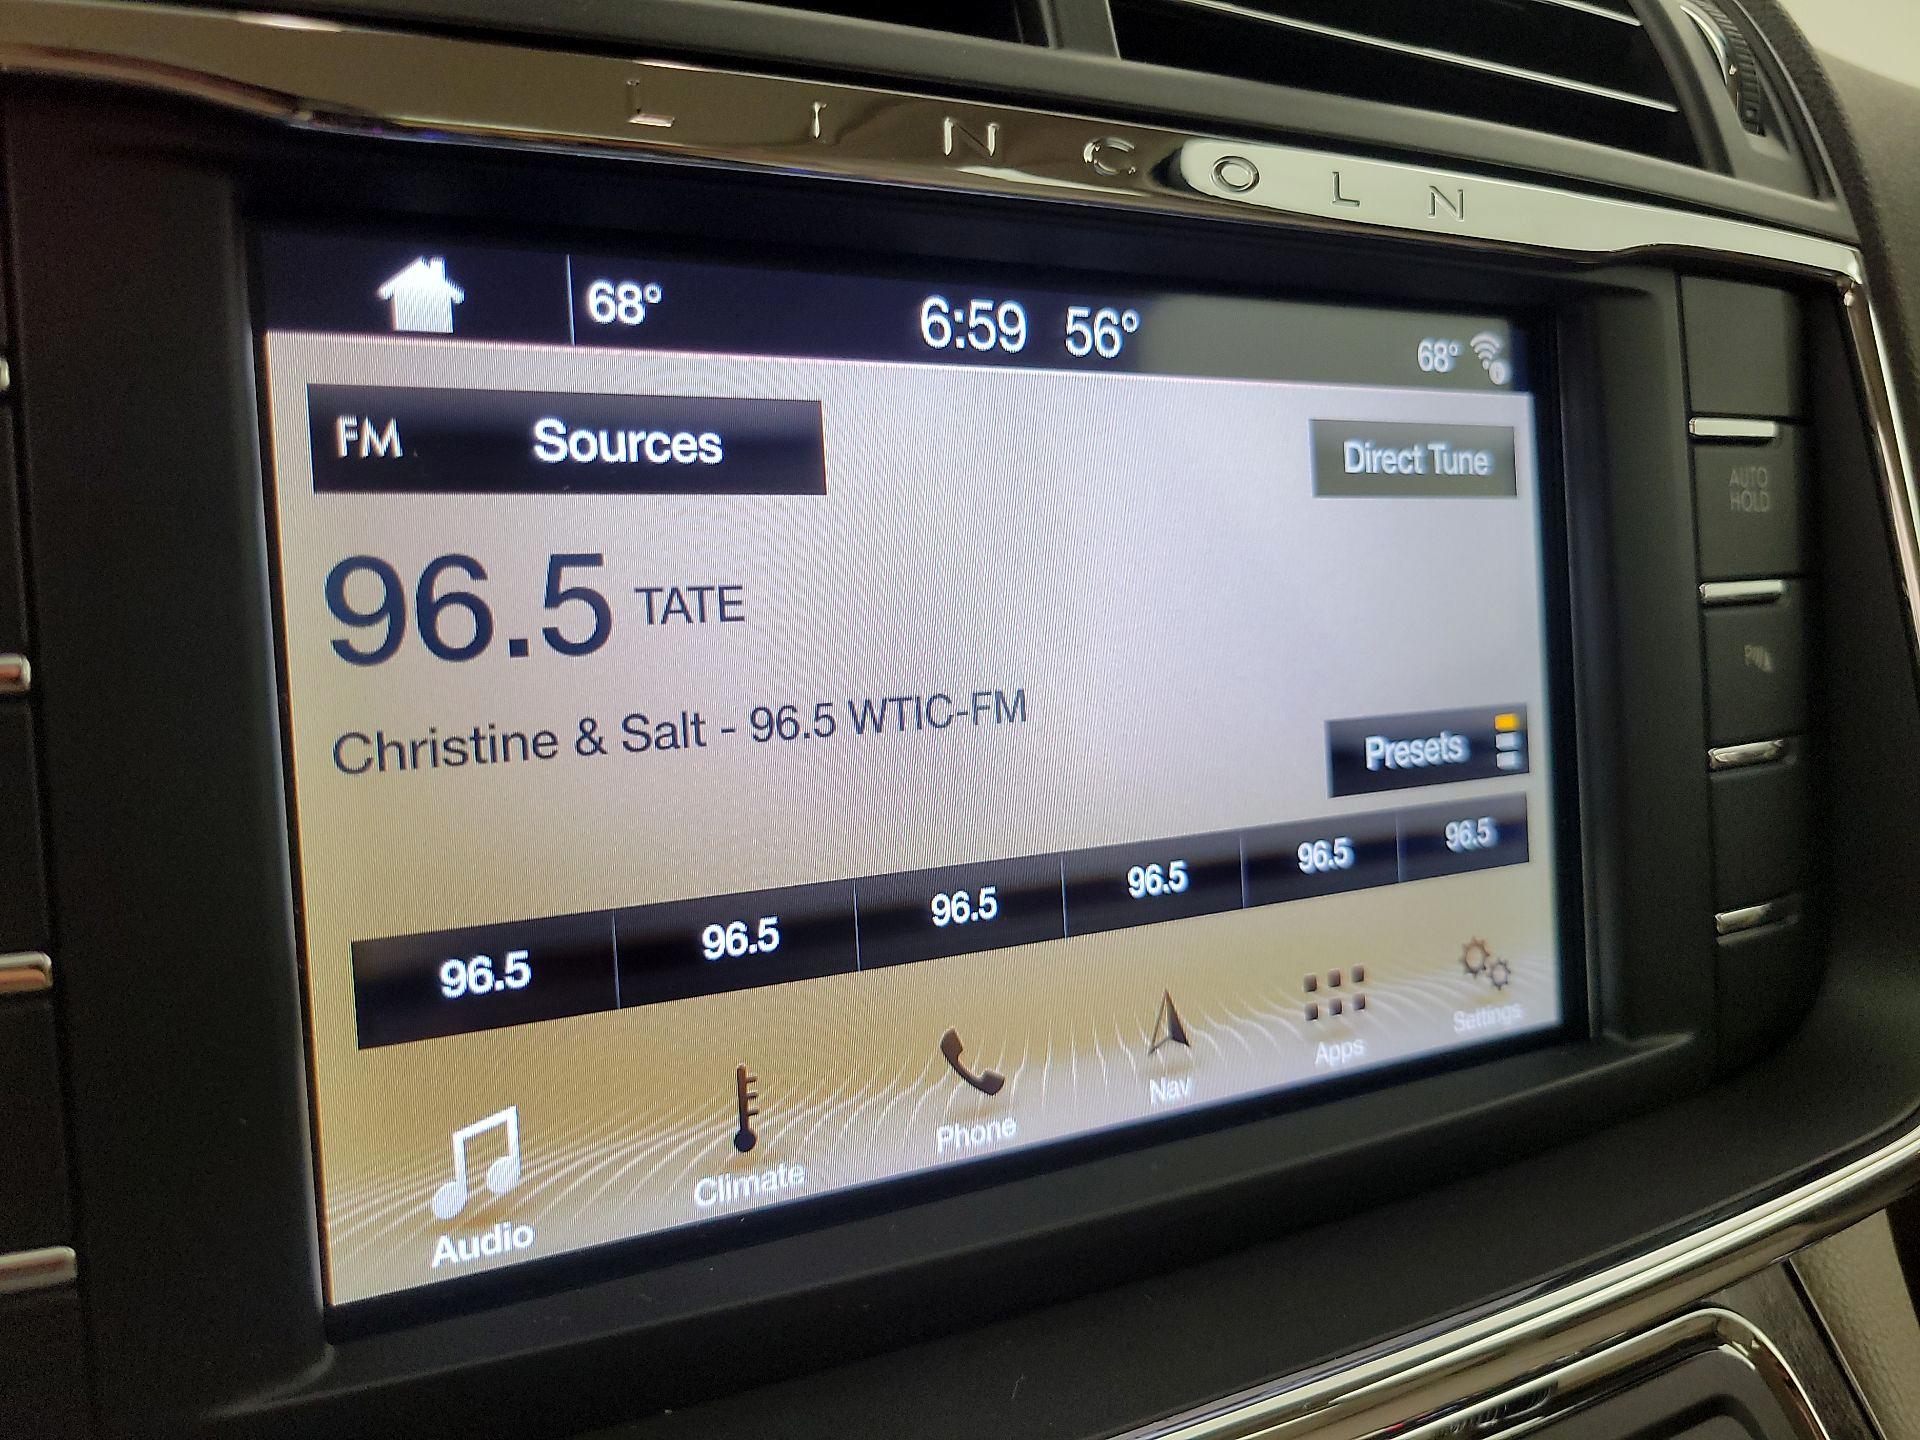 LINCOLN
68° 6:59 56° 68°
FM Sources Direct Tune
96.5 TATE
Christine & Salt - 96.5 WTIC-FM
Presets
96.5 96.5 96.5 96.5 96.5 96.5
Audio Climate Phone Nav Apps Settings
AUTO
HOLD